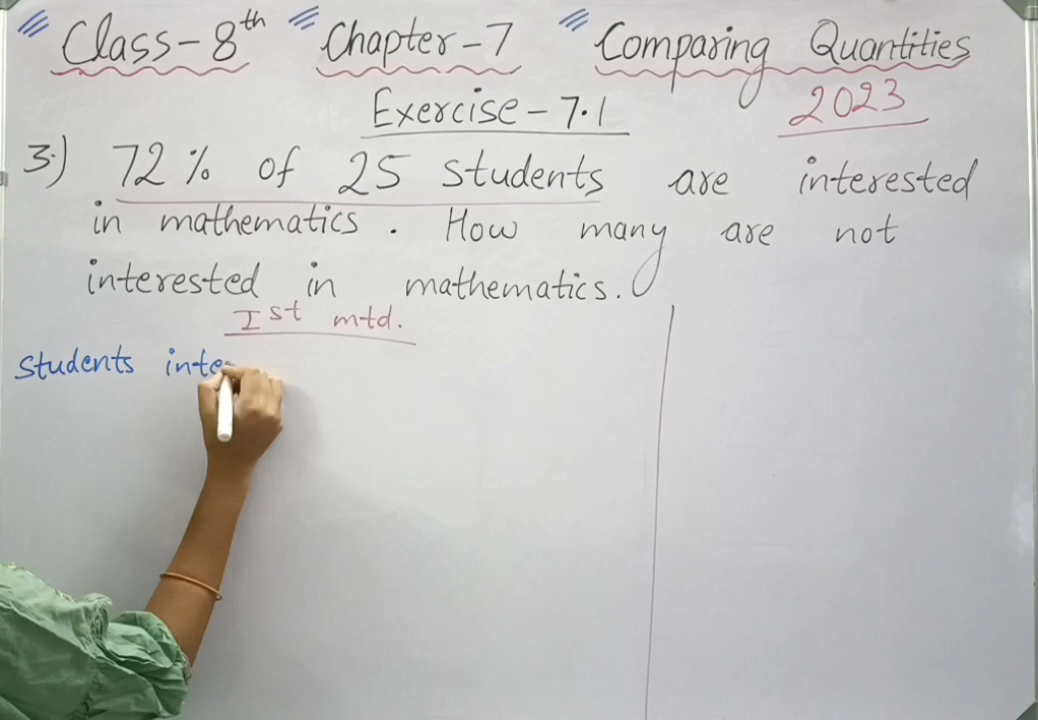 Class-8th Chapter-7 Comparing Quantities
Exercise-7.1 2023
3.) 72% of 25 students are interested
in mathematics. How many are not
interested in mathematics.
Ist mtd.
students inte